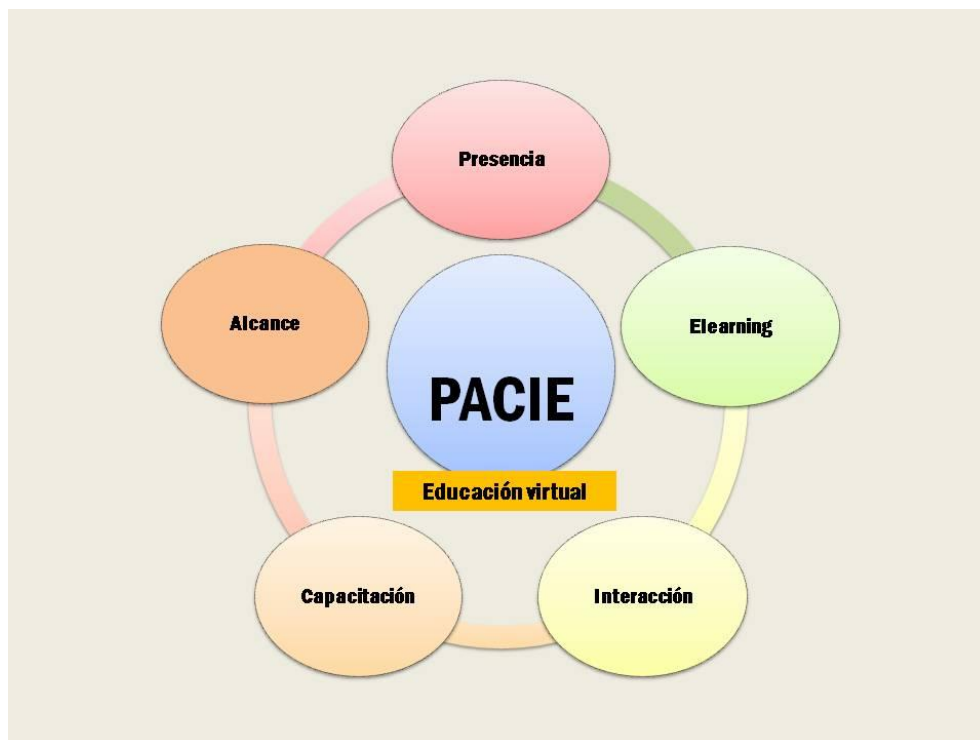 Presencia
Alcance
Elearning
PACIE
Educación virtual
Capacitación
Interacción